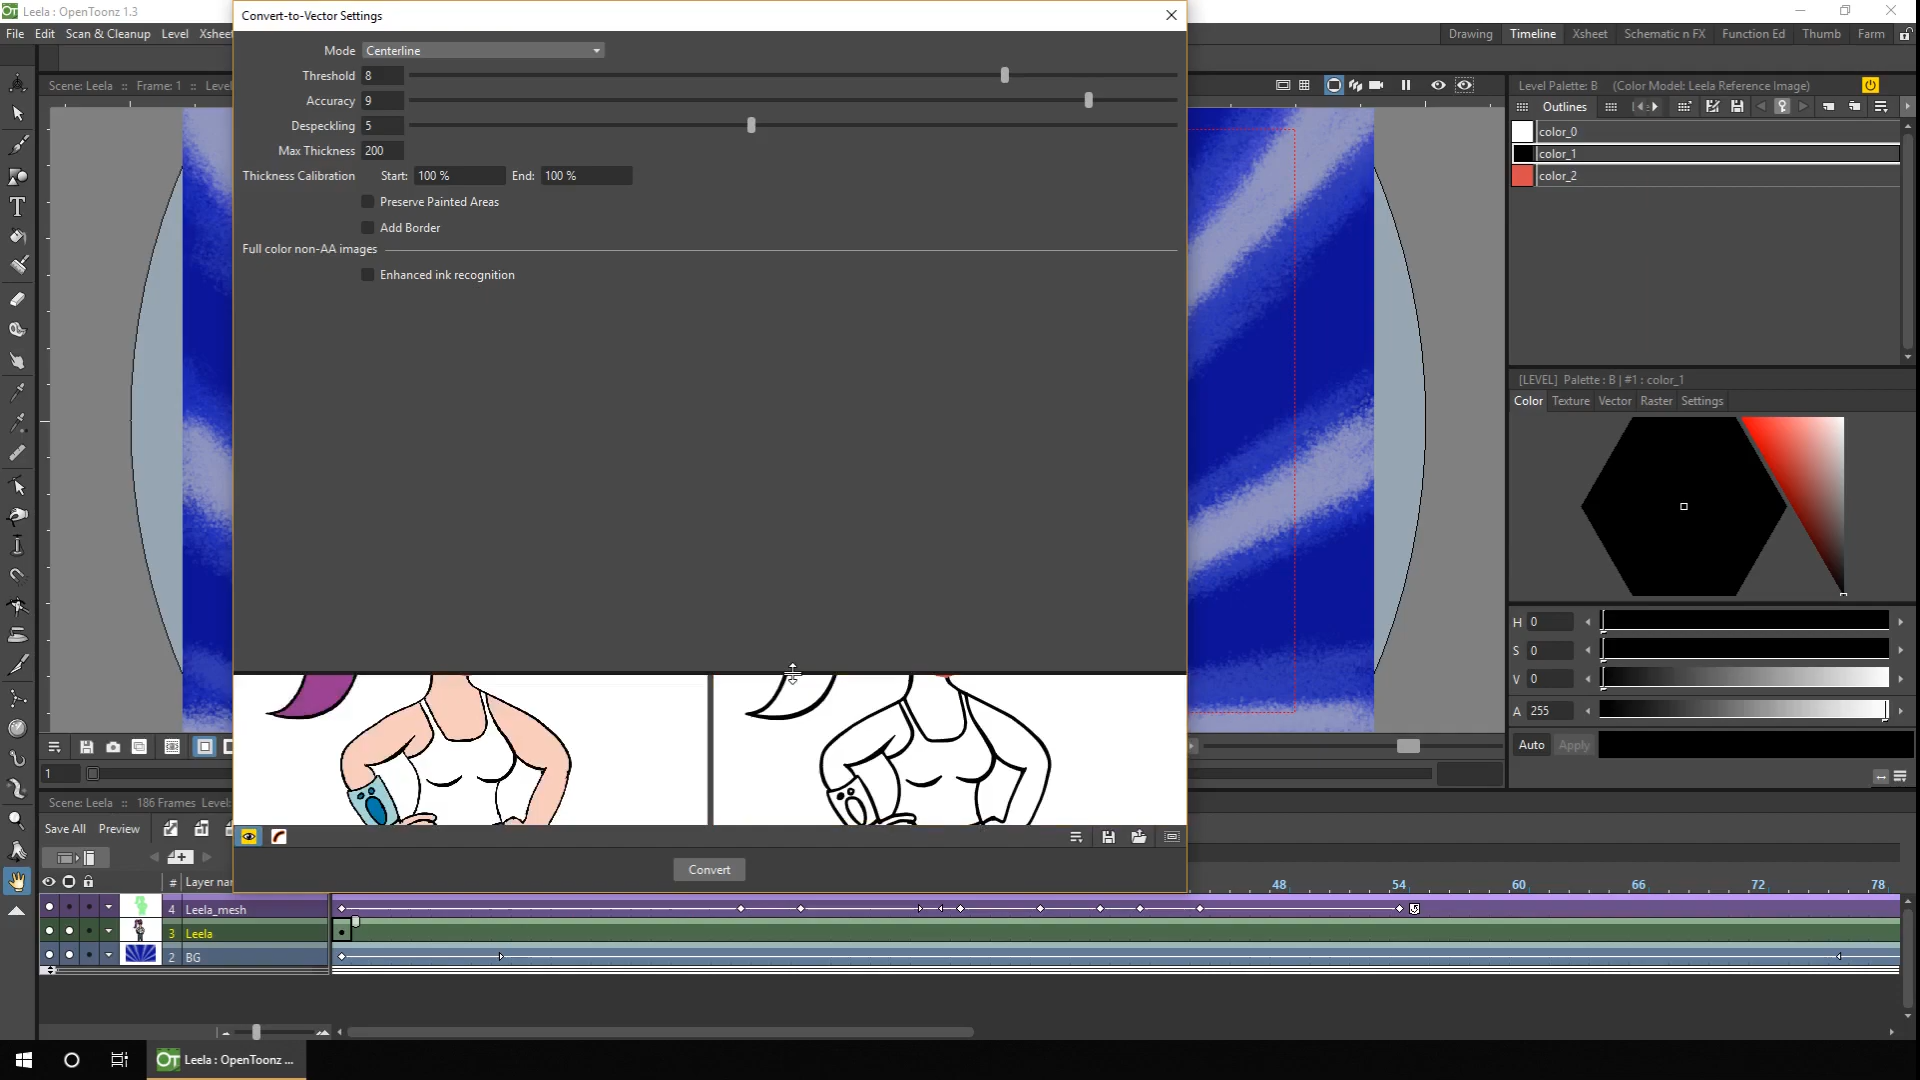 Leela : OpenToonz 1.3
Convert-to-Vector Settings
File Edit Scan & Cleanup Level Xshee
Drawing Timeline Xsheet Schematic n FX Function Ed Thumb Farm
Mode Centerline
Threshold 8
Accuracy 9
Despeckling 5
Max Thickness 200
Thickness Calibration Start: 100 % End: 100 %
Preserve Painted Areas
Add Border
Full color non-AA images
Enhanced ink recognition
Convert
Scene: Leela :: Frame: 1 :: Level
Level Palette: B (Color Model: Leela Reference Image)
Outlines
color_0
color_1
color_2
[LEVEL] Palette : B | #1 : color_1
Color Texture Vector Raster Settings
H 0
S 0
V 0
A 255
Auto Apply
1
Scene: Leela :: 186 Frames Level:
Save All Preview
# Layer nar
48 54 60 66 72 78
4 Leela_mesh
3 Leela
2 BG
Leela : OpenToonz ...